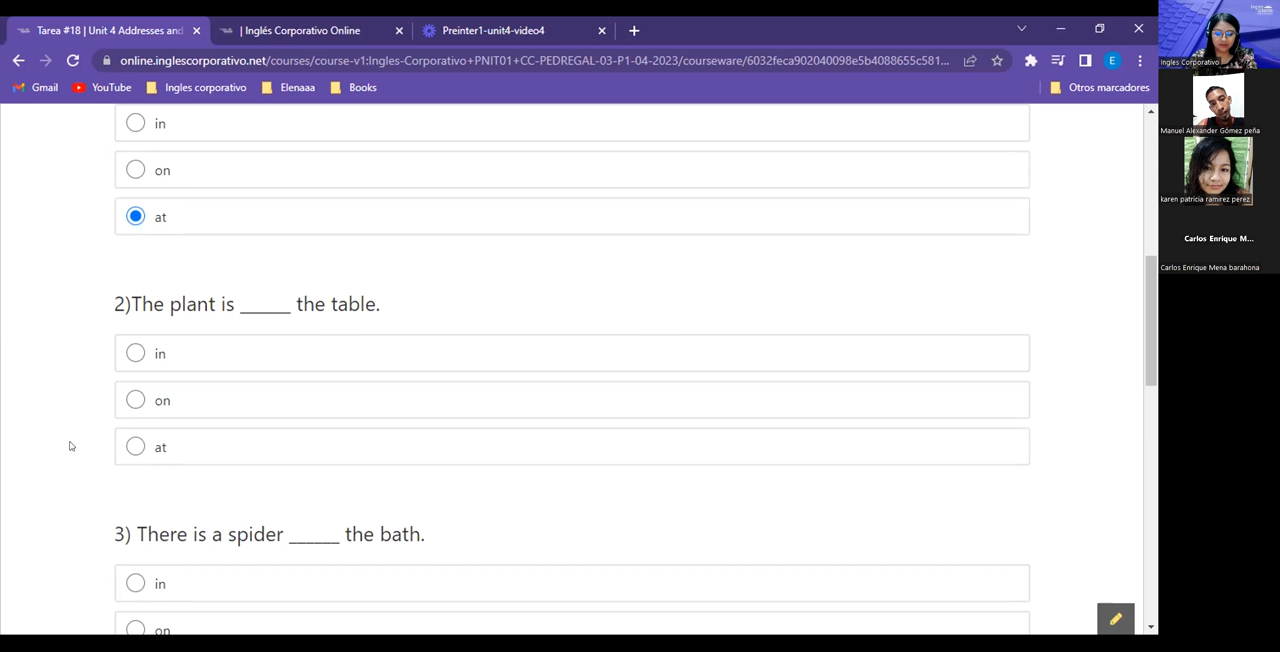 Tarea #18 | Unit 4 Addresses and
| Inglés Corporativo Online
Preinter1-unit4-video4
online.inglescorporativo.net/courses/course-v1:Ingles-Corporativo+PNIT01+CC-PEDREGAL-03-P1-04-2023/courseware/6032feca902040098e5b4088655c581...
E
Gmail
YouTube
Ingles corporativo
Elenaaa
Books
Otros marcadores
in
on
at
2)The plant is ______ the table.
in
on
at
3) There is a spider ______ the bath.
in
on
Ingles Corporativo
Manuel Alexander Gómez peña
karen patricia ramirez perez
Carlos Enrique M...
Carlos Enrique Mena barahona